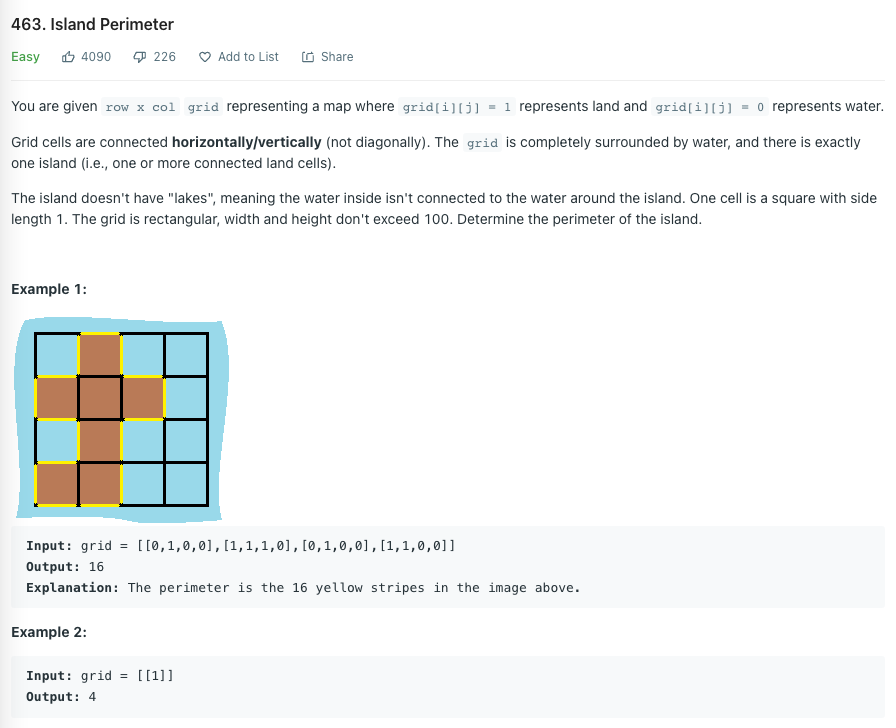 463. Island Perimeter
Easy 4090 226 Add to List Share
You are given row x col grid representing a map where grid[i][j] = 1 represents land and grid[i][j] = 0 represents water.
Grid cells are connected horizontally/vertically (not diagonally). The grid is completely surrounded by water, and there is exactly
one island (i.e., one or more connected land cells).
The island doesn't have "lakes", meaning the water inside isn't connected to the water around the island. One cell is a square with side
length 1. The grid is rectangular, width and height don't exceed 100. Determine the perimeter of the island.
Example 1:
Input: grid = [[0,1,0,0],[1,1,1,0],[0,1,0,0],[1,1,0,0]]
Output: 16
Explanation: The perimeter is the 16 yellow stripes in the image above.
Example 2:
Input: grid = [[1]]
Output: 4